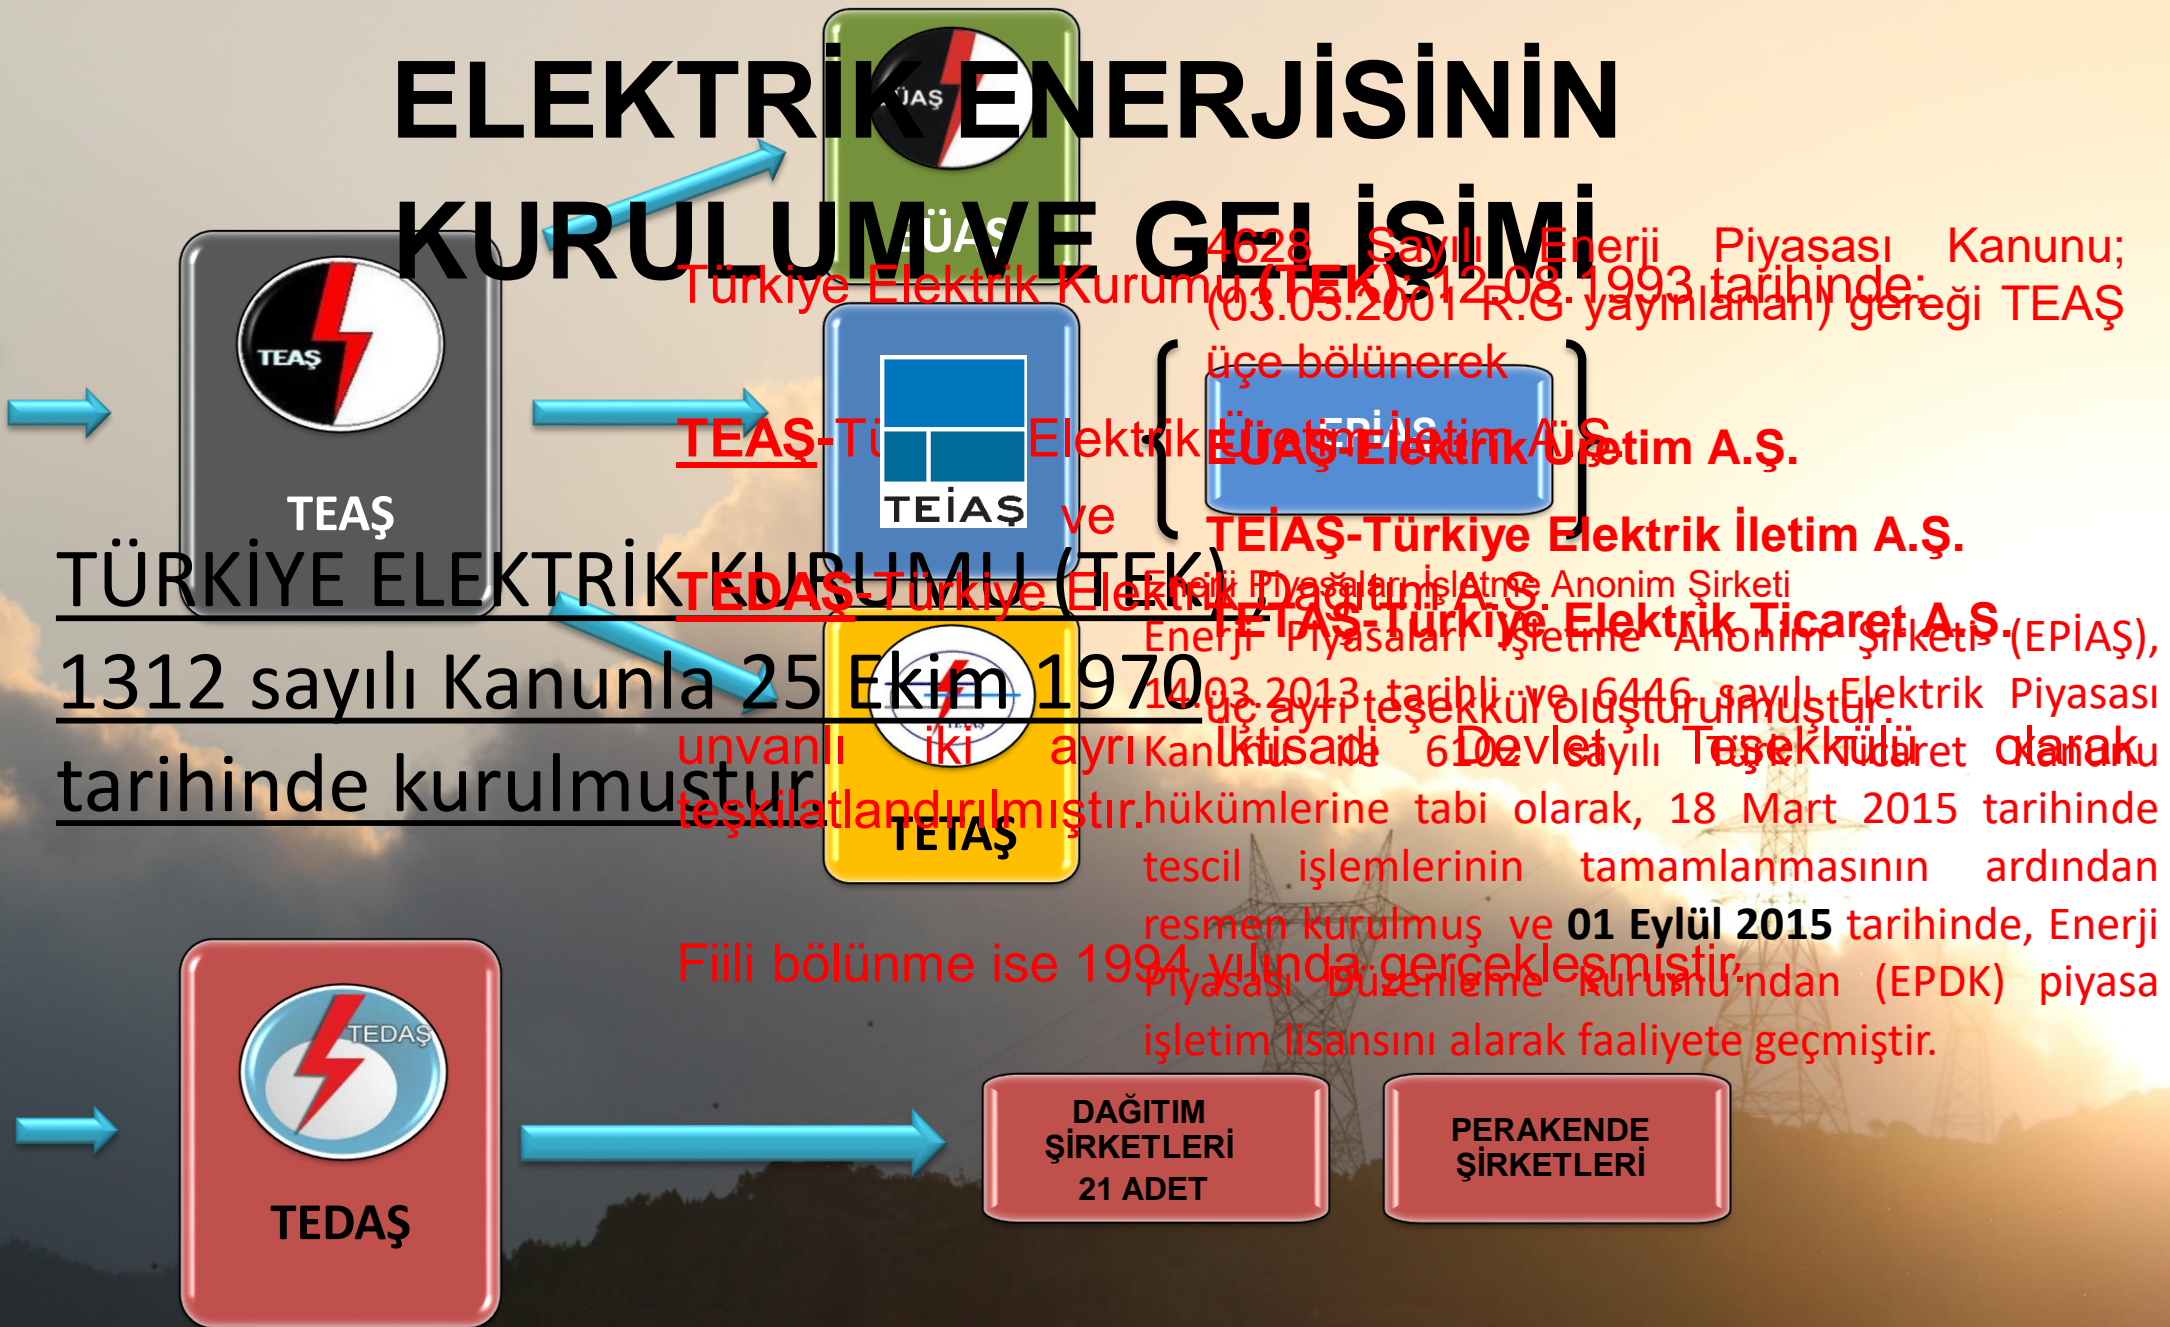 ELEKTRİK ENERJİSİNİN
KURULUM VE GELİŞİMİ
ÜAŞ
EÜAŞ
TEAŞ
TEAŞ
TEİAŞ
EPİAŞ
TETAŞ
TEDAŞ
TEDAŞ
TÜRKİYE ELEKTRİK KURUMU (TEK),
1312 sayılı Kanunla 25 Ekim 1970
tarihinde kurulmuştur
Türkiye Elektrik Kurumu (TEK), 12.08.1993 tarihinde;
TEAŞ-Türkiye Elektrik Üretim İletim A.Ş.
ve
TEDAŞ-Türkiye Elektrik Dağıtım A.Ş.
unvanlı iki ayrı İktisadi Devlet Teşekkülü olarak
teşkilatlandırılmıştır.
Fiili bölünme ise 1994 yılında gerçekleşmiştir.
4628 Sayılı Enerji Piyasası Kanunu;
(03.03.2001 R.G yayınlanan) gereği TEAŞ
üçe bölünerek
EÜAŞ-Elektrik Üretim A.Ş.
TEİAŞ-Türkiye Elektrik İletim A.Ş.
TETAŞ-Türkiye Elektrik Ticaret A.Ş.
üç ayrı teşekkül oluşturulmuştur.
Enerji Piyasaları İşletme Anonim Şirketi
Enerji Piyasaları İşletme Anonim Şirketi (EPİAŞ),
14.03.2013 tarihli ve 6446 sayılı Elektrik Piyasası
Kanunu ile 6102 sayılı Türk Ticaret Kanunu
hükümlerine tabi olarak, 18 Mart 2015 tarihinde
tescil işlemlerinin tamamlanmasının ardından
resmen kurulmuş ve 01 Eylül 2015 tarihinde, Enerji
Piyasası Düzenleme Kurumu'ndan (EPDK) piyasa
işletim lisansını alarak faaliyete geçmiştir.
DAĞITIM
ŞİRKETLERİ
21 ADET
PERAKENDE
ŞİRKETLERİ